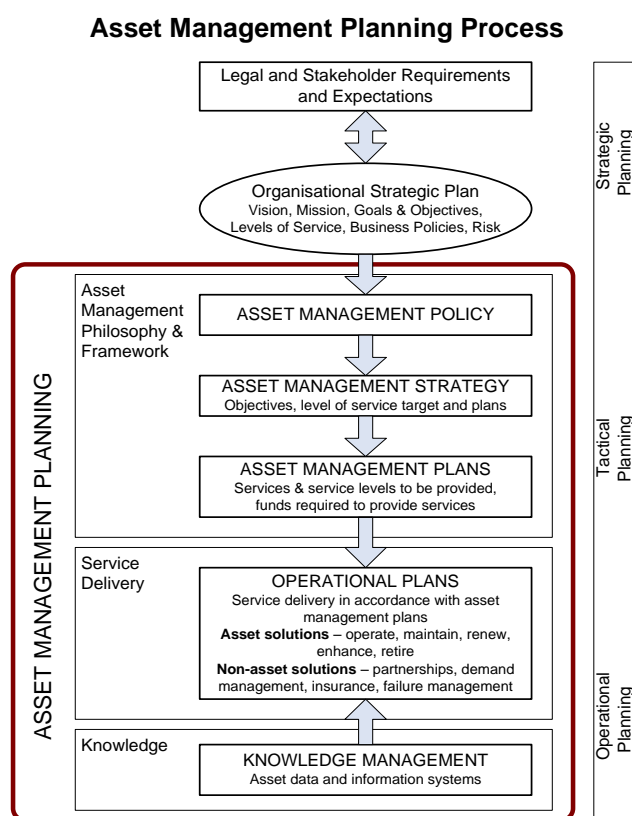 Asset Management Planning Process
Legal and Stakeholder Requirements
and Expectations
Organisational Strategic Plan
Vision, Mission, Goals & Objectives,
Levels of Service, Business Policies, Risk
Strategic
Planning
ASSET MANAGEMENT PLANNING
Asset
Management
Philosophy &
Framework
ASSET MANAGEMENT POLICY
ASSET MANAGEMENT STRATEGY
Objectives, level of service target and plans
ASSET MANAGEMENT PLANS
Services & service levels to be provided,
funds required to provide services
Tactical
Planning
Service
Delivery
OPERATIONAL PLANS
Service delivery in accordance with asset
management plans
Asset solutions – operate, maintain, renew,
enhance, retire
Non-asset solutions – partnerships, demand
management, insurance, failure management
Operational
Planning
Knowledge
KNOWLEDGE MANAGEMENT
Asset data and information systems